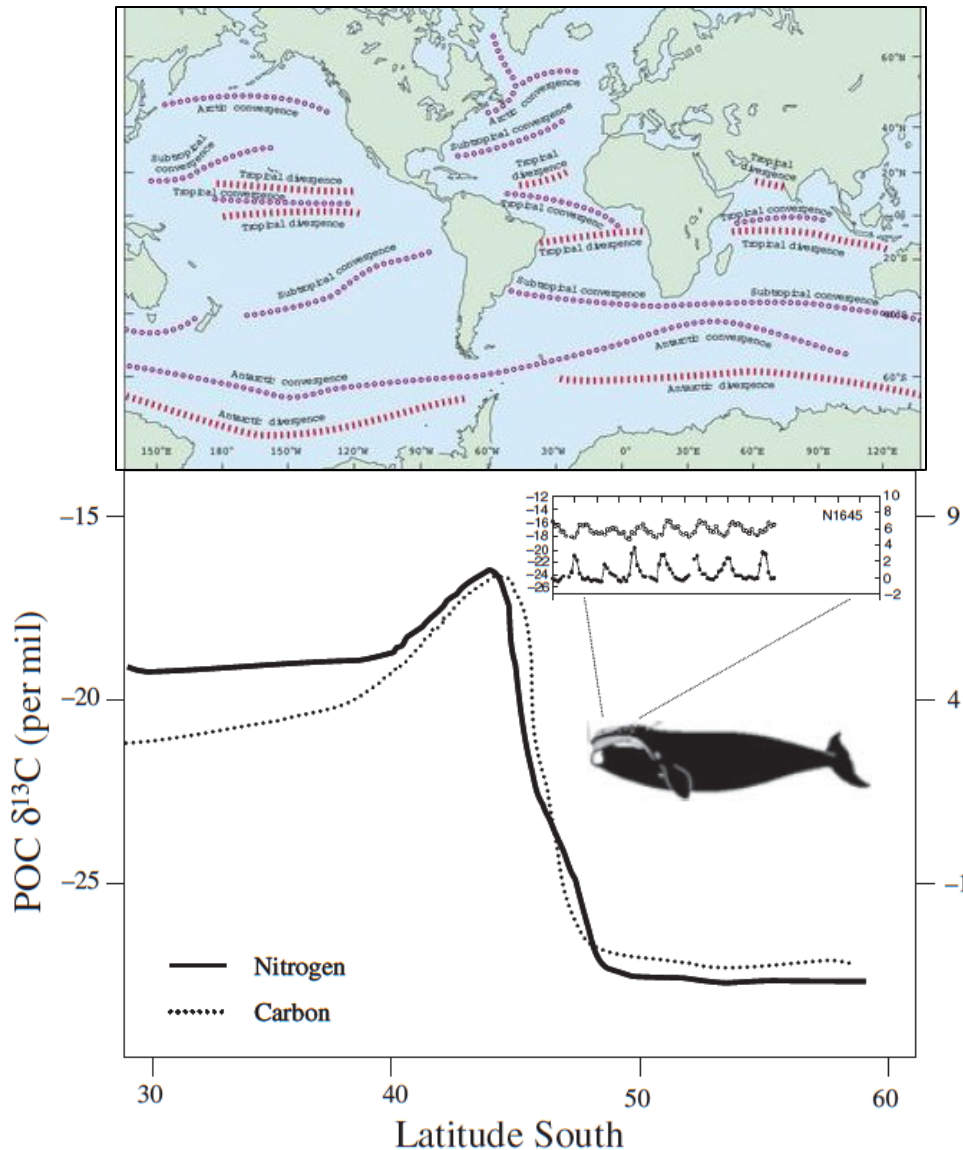 60°N
Arctic convergence
Arctic convergence
Subtropical convergence
40°N
Subtropical convergence
Tropical divergence
Tropical divergence
20°N
Tropical divergence
Tropical convergence
Tropical convergenc
Tropical convergence
0°
Tropical divergence
Tropical divergence
Tropical divergence
20°S
Subtropical convergence
Subtropical convergence
Subtropical convergence
40°S
Antarctic convergence
Antarctic convergence
60°S
Antarctic divergence
Antarctic divergence
150°E 180° 150°W 120°W 90°W 60°W 30°W 0° 30°E 60°E 90°E 120°E
–15
9
–12
–14
–16
–18
–20
–22
–24
–26
10
8
6
4
2
0
–2
N1645
–20
4
–25
–1
POC δ¹³C (per mil)
Nitrogen
Carbon
30 40 50 60
Latitude South